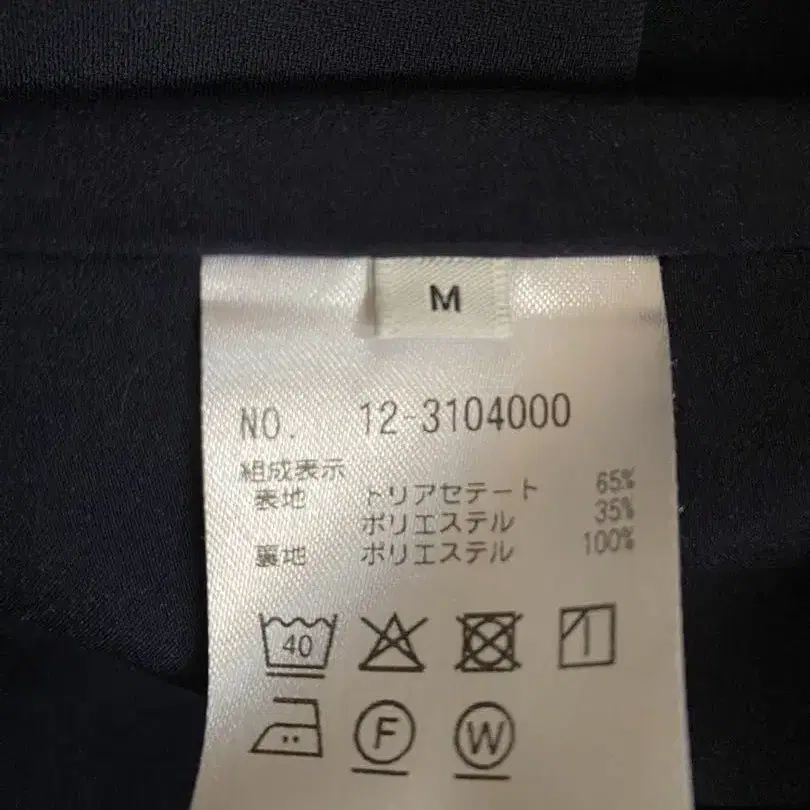 M
NO. 12-3104000
組成表示
表地 トリアセテート 65%
ポリエステル 35%
裏地 ポリエステル 100%
40
F W